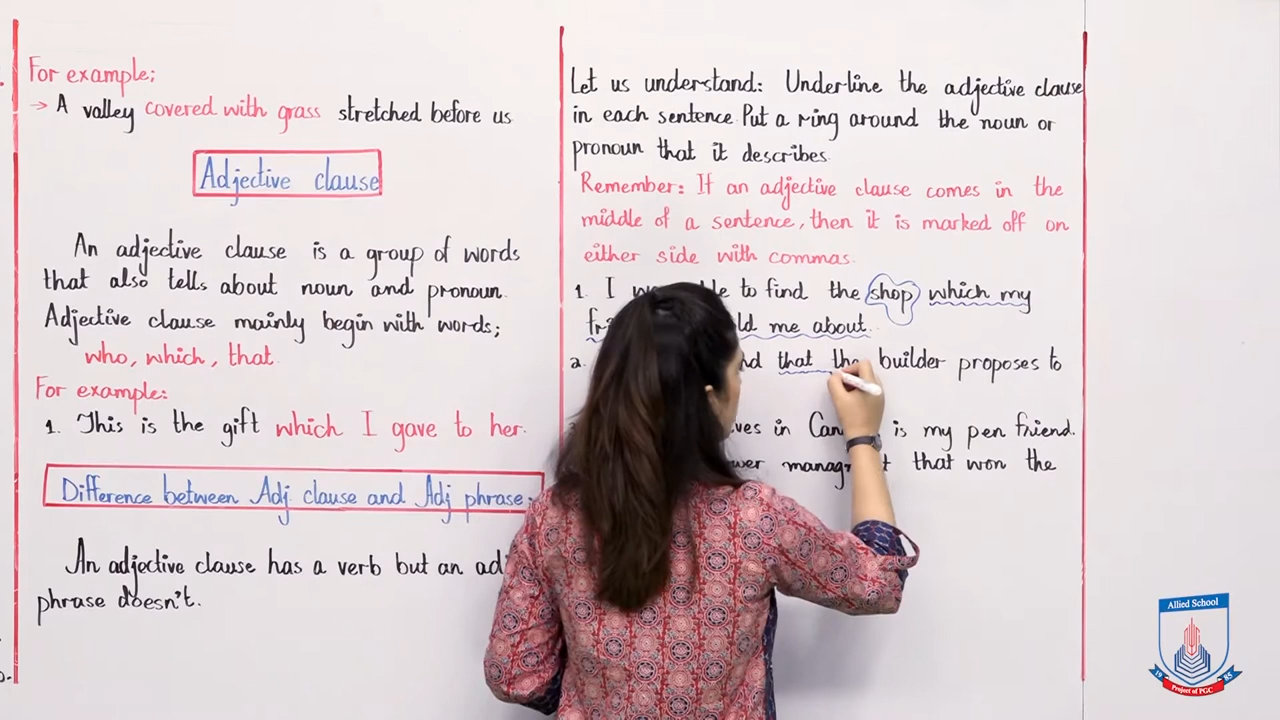 For example;
→ A valley covered with grass stretched before us
Adjective clause
An adjective clause is a group of words
that also tells about noun and pronoun.
Adjective clause mainly begin with words;
who, which, that.
For example:
1. This is the gift which I gave to her.
Difference between Adj. clause and Adj phrase.
An adjective clause has a verb but an
phrase doesn't.
Let us understand: Underline the adjective clause
in each sentence. Put a ring around the noun or
pronoun that it describes.
Remember: If an adjective clause comes in the
middle of a sentence, then it is marked off on
either side with commas.
1. I to find the shop which my
me about.
2. that the builder proposes to
in is my pen friend.
that won the
Allied School
1985
Project of PGC